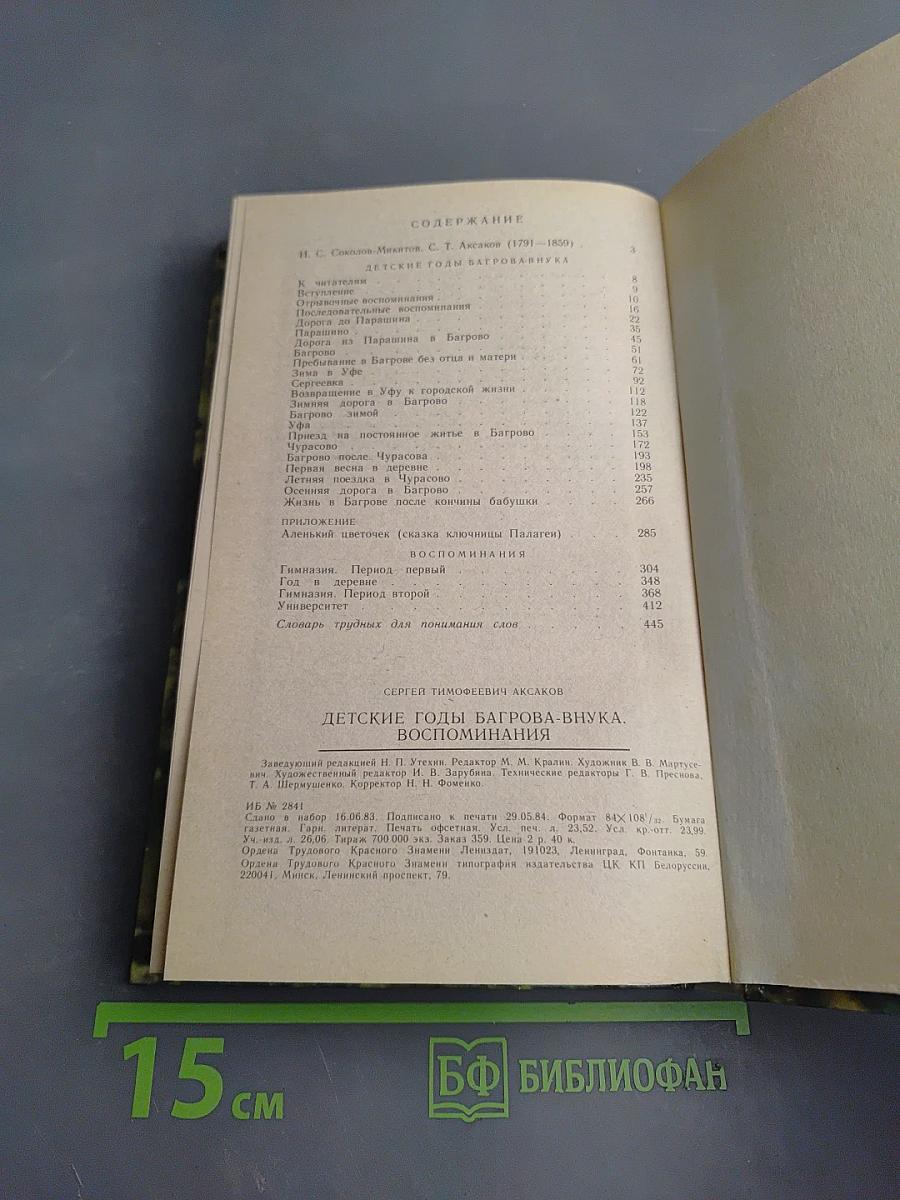 СОДЕРЖАНИЕ
И. С. Соколов-Микитов. С. Т. Аксаков (1791—1859) . 3
ДЕТСКИЕ ГОДЫ БАГРОВА-ВНУКА
К читателям 8
Вступление 9
Отрывочные воспоминания 10
Последовательные воспоминания 16
Дорога до Парашина 22
Парашино 35
Дорога из Парашина в Багрово 45
Багрово 51
Пребывание в Багрове без отца и матери 61
Зима в Уфе 72
Сергеевка 92
Возвращение в Уфу к городской жизни 112
Зимняя дорога в Багрово 118
Багрово зимой 122
Уфа 137
Приезд на постоянное житье в Багрово 153
Чурасово 172
Багрово после Чурасова 193
Первая весна в деревне 198
Летняя поездка в Чурасово 235
Осенняя дорога в Багрово 257
Жизнь в Багрове после кончины бабушки 266
ПРИЛОЖЕНИЕ
Аленький цветочек (сказка ключницы Палагеи) 285
ВОСПОМИНАНИЯ
Гимназия. Период первый 304
Год в деревне 348
Гимназия. Период второй 368
Университет 412
Словарь трудных для понимания слов 445
СЕРГЕЙ ТИМОФЕЕВИЧ АКСАКОВ
ДЕТСКИЕ ГОДЫ БАГРОВА-ВНУКА.
ВОСПОМИНАНИЯ
Заведующий редакцией Н. П. Утехин. Редактор М. М. Кралин. Художник В. В. Мартусе-
вич. Художественный редактор И. В. Зарубина. Технические редакторы Г. В. Преснова,
Т. А. Шермушенко. Корректор Н. Н. Фоменко.
ИБ № 2841
Сдано в набор 16.06.83. Подписано к печати 29.05.84. Формат 84×108¹/₃₂. Бумага
газетная. Гарн. литерат. Печать офсетная. Усл. печ. л. 23,52. Усл. кр.-отт. 23,99.
Уч.-изд. л. 26,06. Тираж 700 000 экз. Заказ 359. Цена 2 р. 40 к.
Ордена Трудового Красного Знамени Лениздат, 191023, Ленинград, Фонтанка, 59.
Ордена Трудового Красного Знамени типография издательства ЦК КП Белоруссии,
220041, Минск, Ленинский проспект, 79.
15 см
БФ БИБЛИОФАН